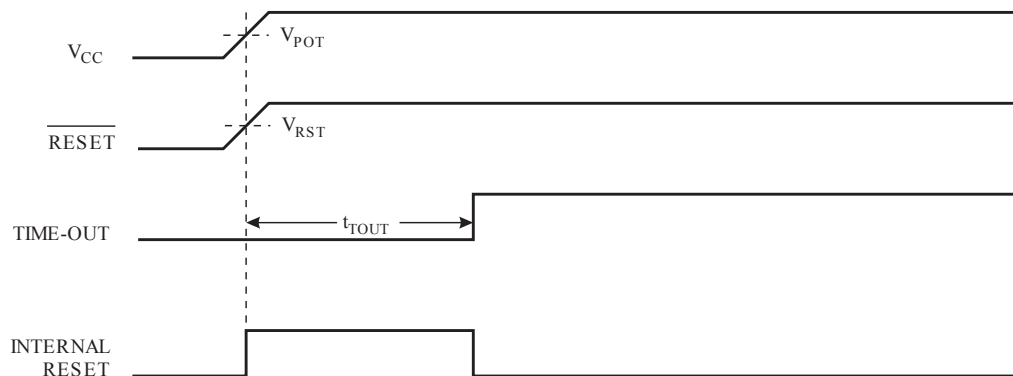 VPOT
VCC
VRST
RESET
tTOUT
TIME-OUT
INTERNAL
RESET